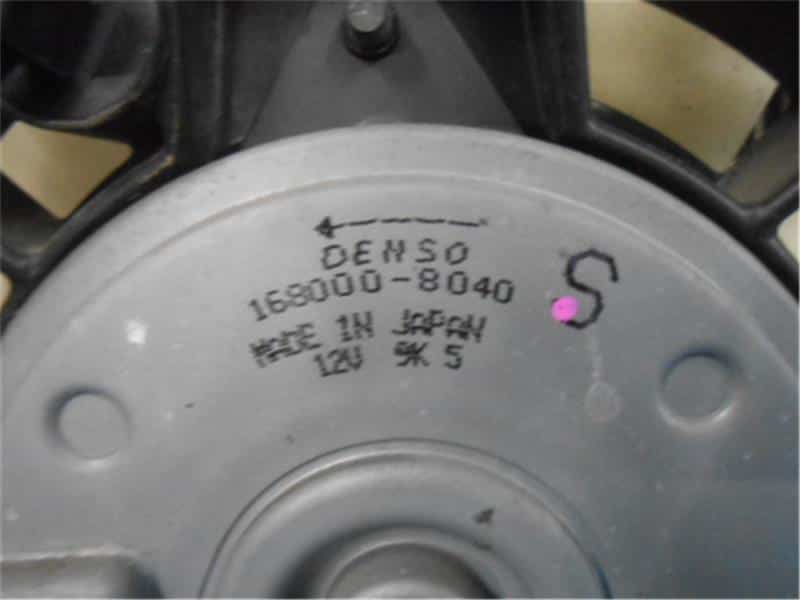 DENSO
168000-8040
S
MADE IN JAPAN
12V 9K 5